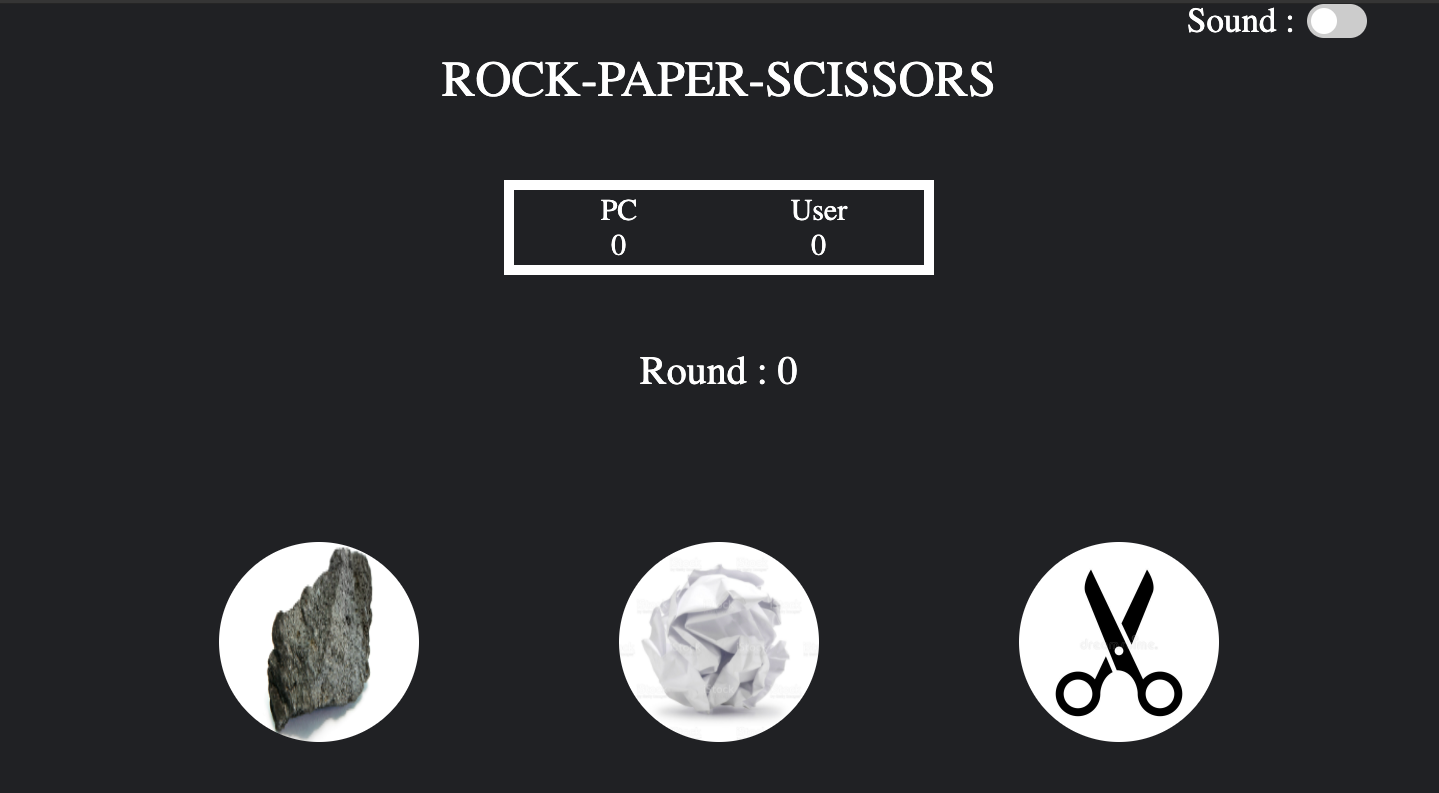 Sound :
ROCK-PAPER-SCISSORS
PC User
0 0
Round : 0